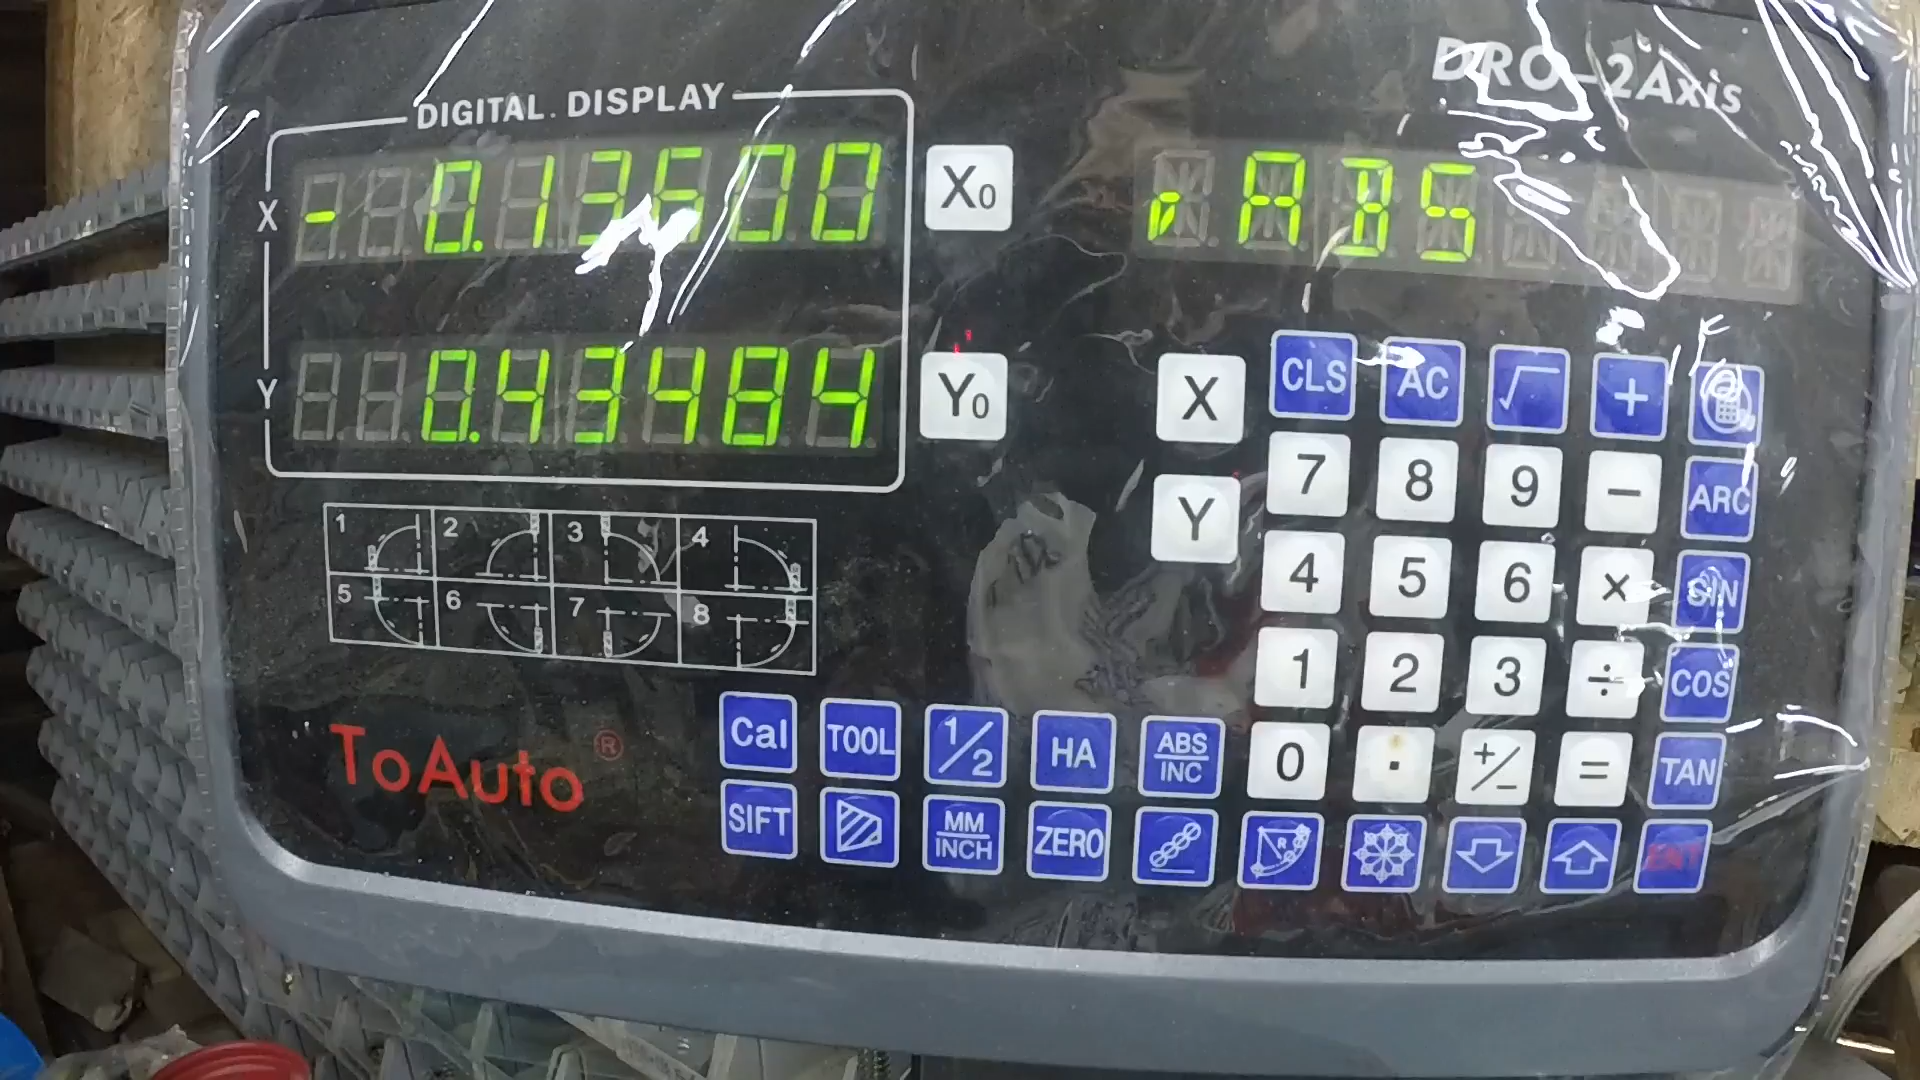 DRO-2Axis
DIGITAL DISPLAY
X - 0.13600 X0 r ABS
Y 0.43484 Y0
X CLS AC √ +
7 8 9 - ARC
Y
4 5 6 × SIN
1 2 3 ÷ COS
0 . +/- = TAN
1 2 3 4
5 6 7 8
ToAuto ®
Cal TOOL 1/2 HA ABS/INC
SIFT MM/INCH ZERO R ENT